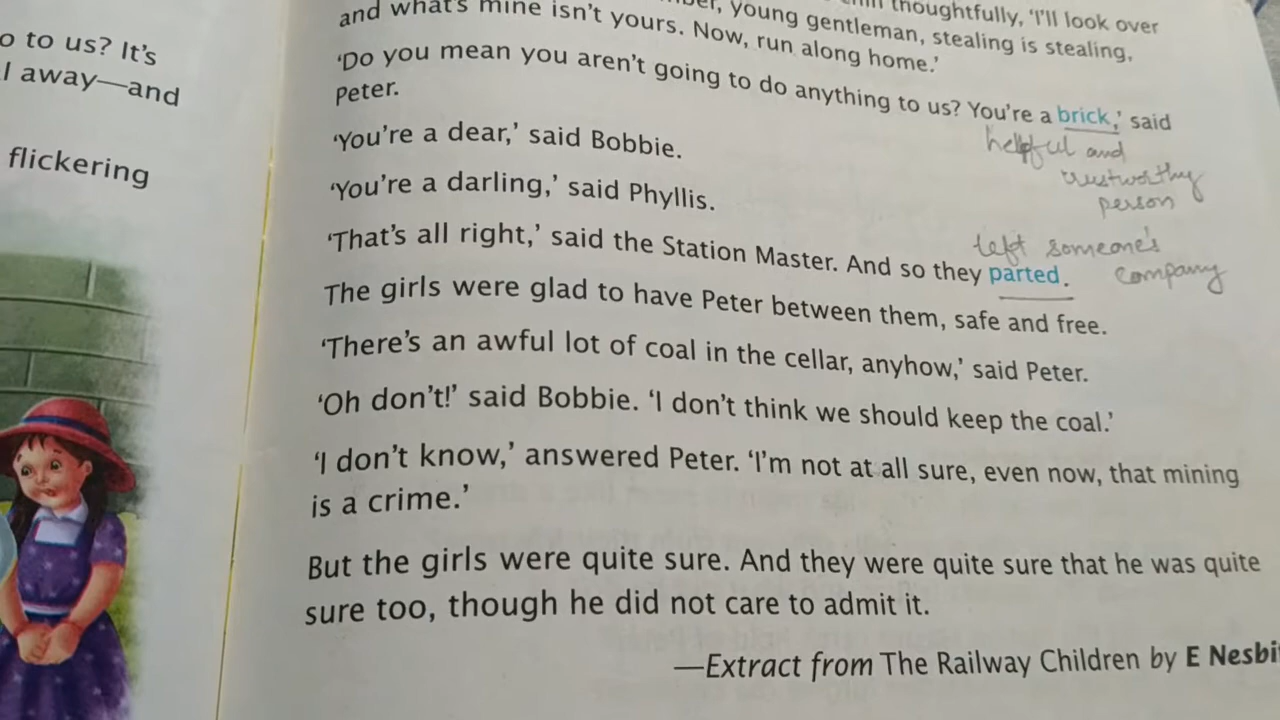 o to us? It's
l away—and
flickering
thoughtfully, 'I'll look over
young gentleman, stealing is stealing,
and what's mine isn't yours. Now, run along home.'
'Do you mean you aren't going to do anything to us? You're a brick,' said
Peter.
helpful and
trustworthy
person
'You're a dear,' said Bobbie.
'You're a darling,' said Phyllis.
left someone's
company
'That's all right,' said the Station Master. And so they parted.
The girls were glad to have Peter between them, safe and free.
'There's an awful lot of coal in the cellar, anyhow,' said Peter.
'Oh don't!' said Bobbie. 'I don't think we should keep the coal.'
'I don't know,' answered Peter. 'I'm not at all sure, even now, that mining
is a crime.'
But the girls were quite sure. And they were quite sure that he was quite
sure too, though he did not care to admit it.
—Extract from The Railway Children by E Nesbi